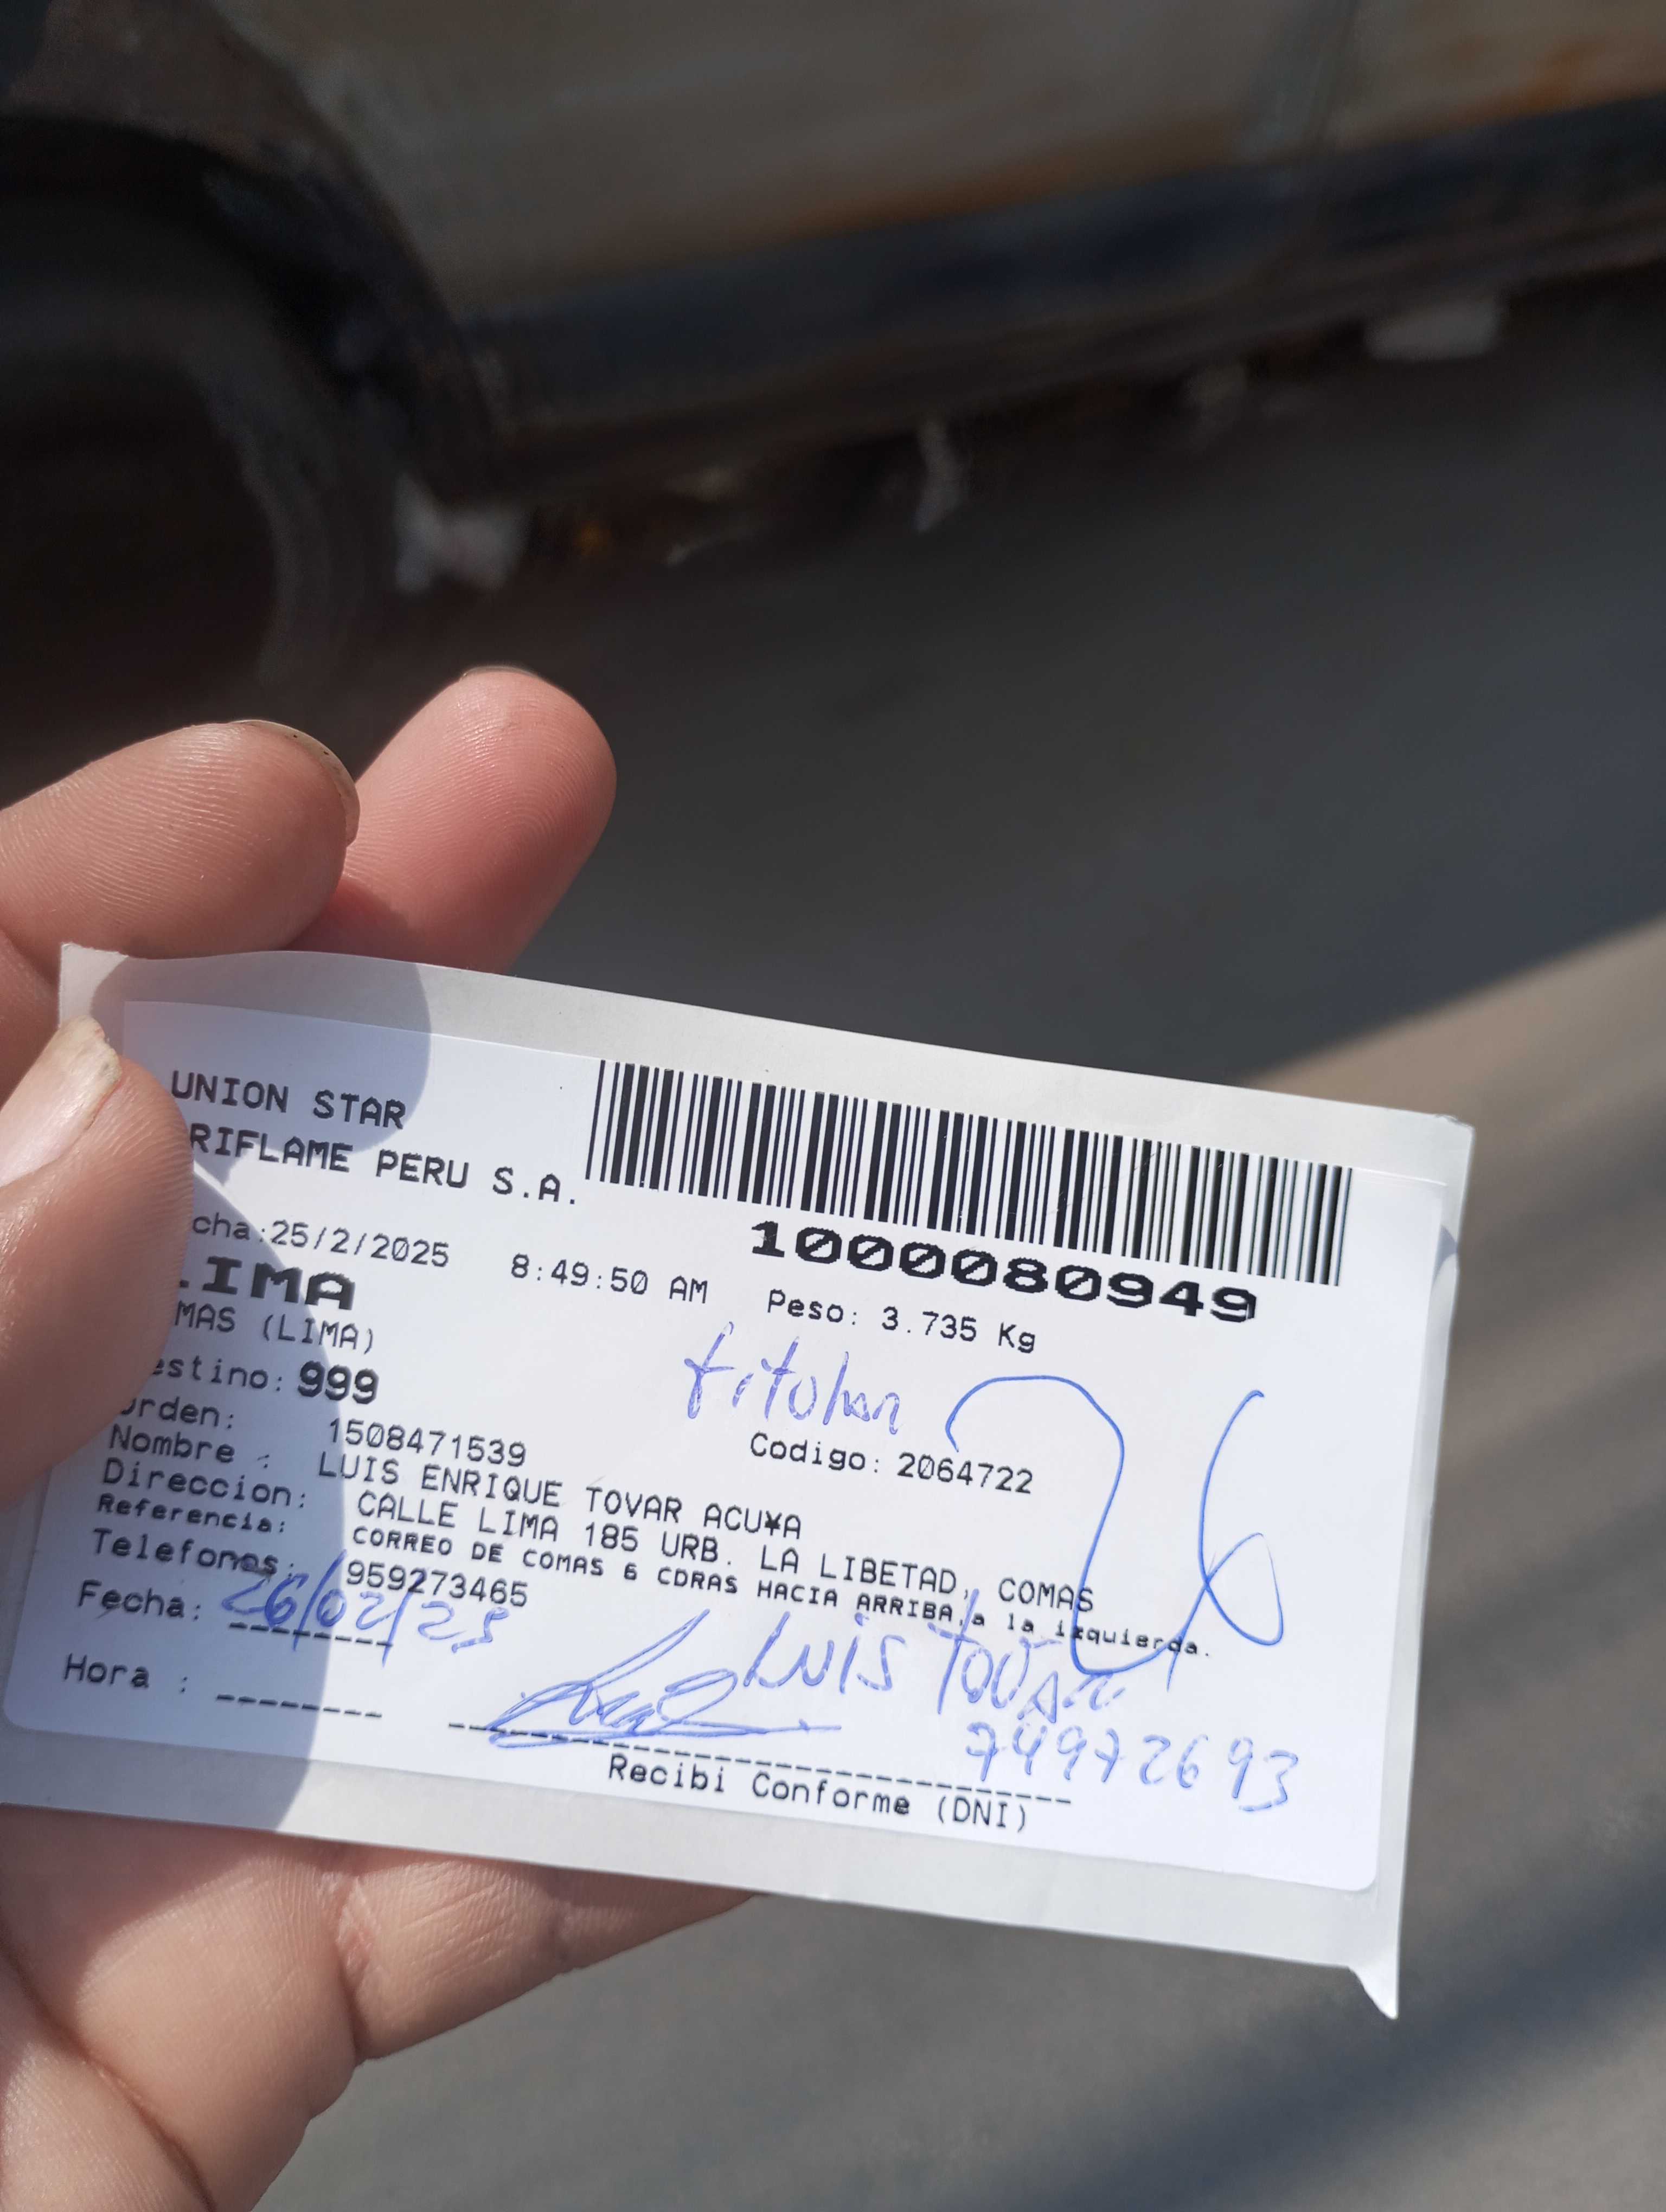 UNION STAR
RIFLAME PERU S.A.
cha:25/2/2025 8:49:50 AM
1000080949
LIMA
Peso: 3.735 Kg
MAS (LIMA)
estino: 999
titular
26
Orden: 1508471539
Codigo: 2064722
Nombre : LUIS ENRIQUE TOVAR ACU¥A
Direccion: CALLE LIMA 185 URB. LA LIBETAD, COMAS
Referencia: CORREO DE COMAS 6 CDRAS HACIA ARRIBA,a la izquierda.
Telefonos: 959273465
Fecha: 26/02/25
LUIS TOVAR
Hora :
74972693
Recibi Conforme (DNI)